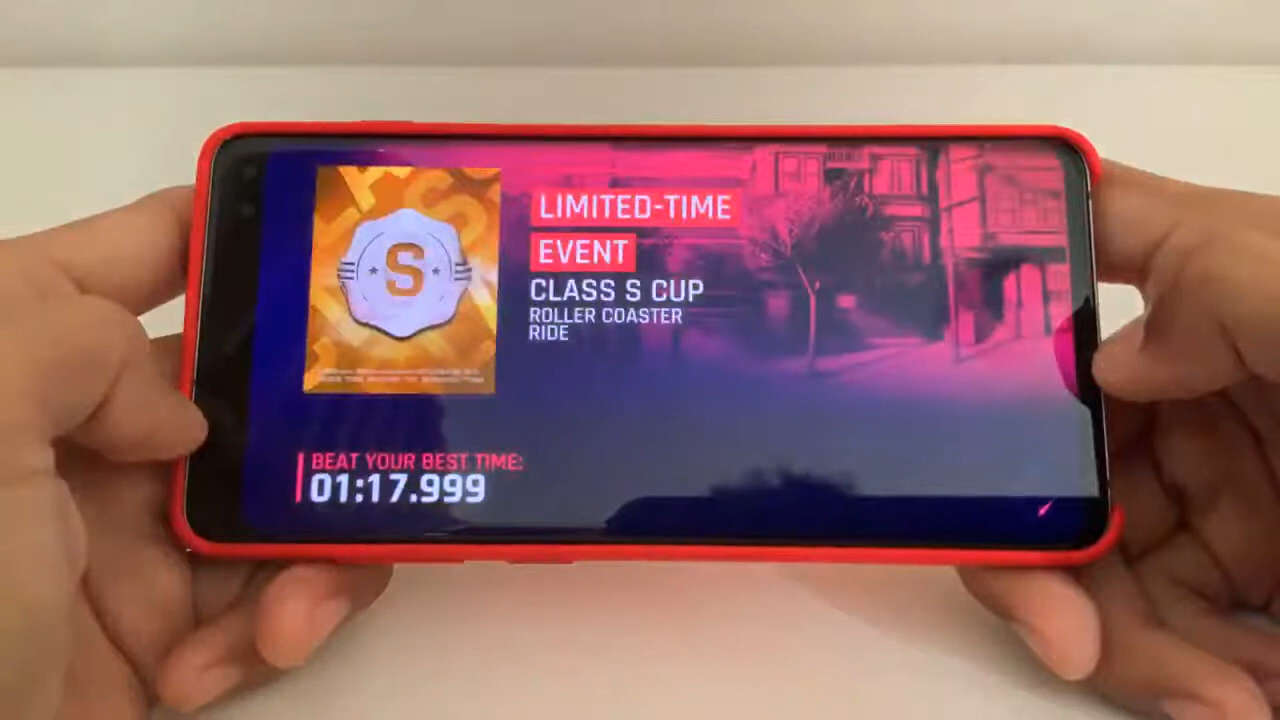 S
LIMITED-TIME
EVENT
CLASS S CUP
ROLLER COASTER
RIDE
BEAT YOUR BEST TIME:
01:17.999